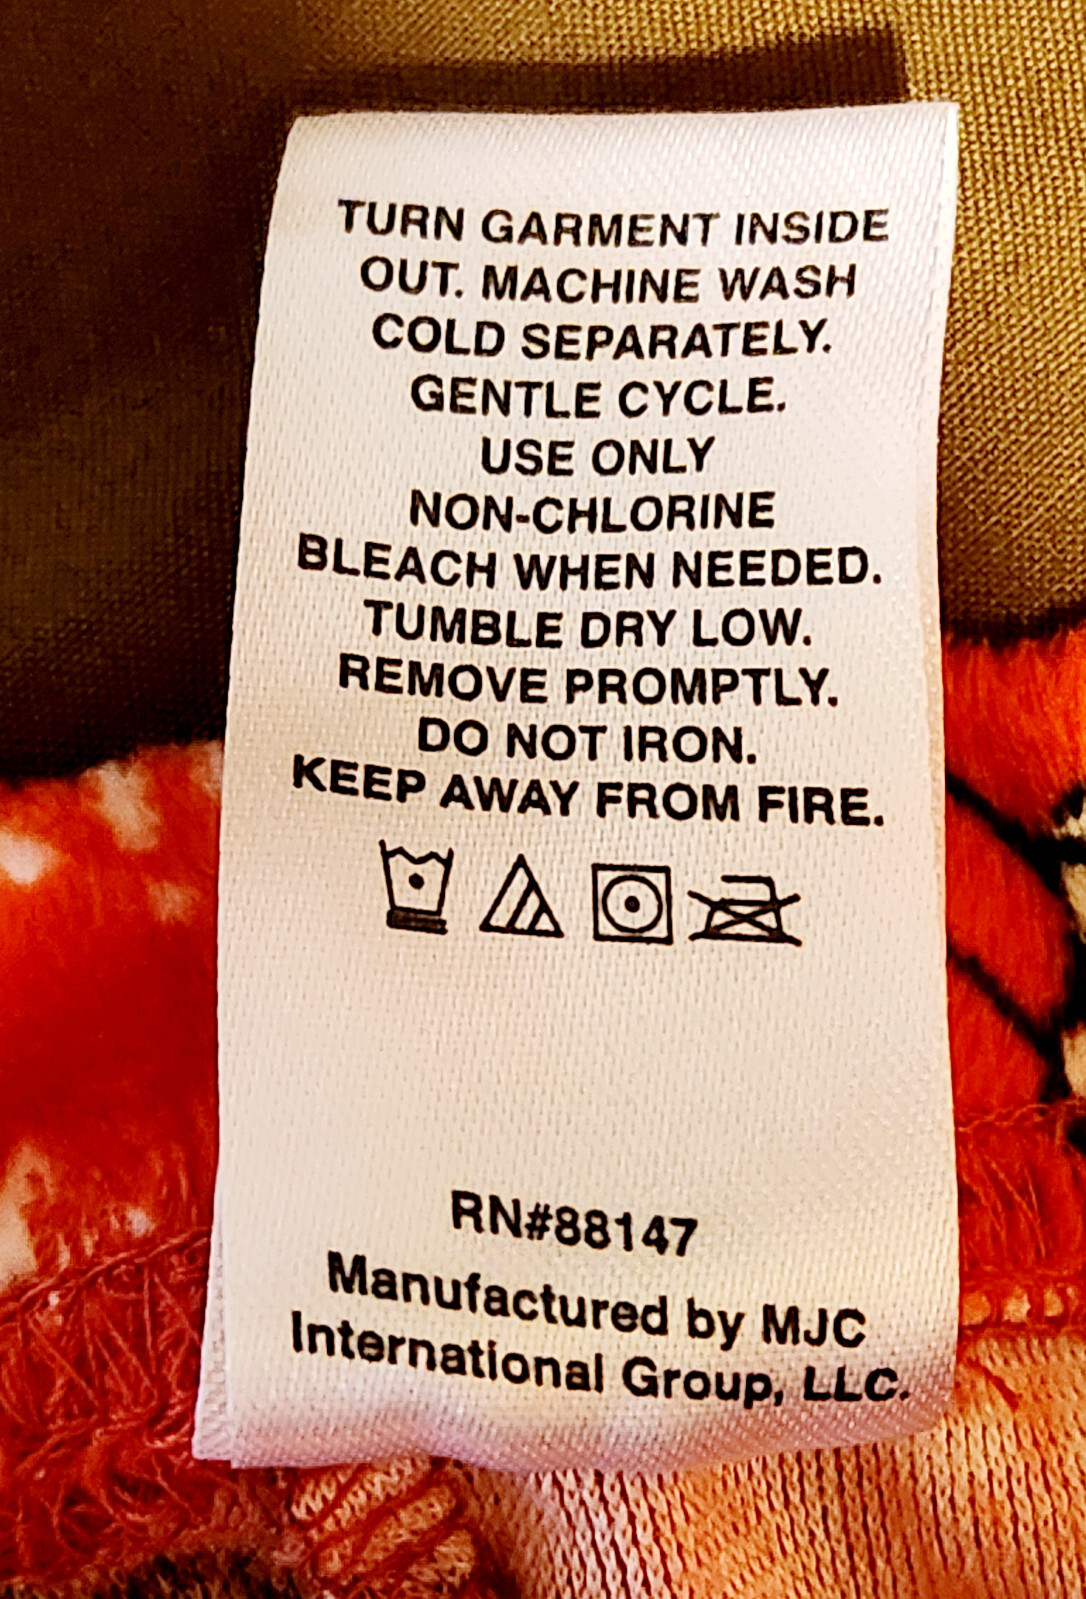 TURN GARMENT INSIDE
OUT. MACHINE WASH
COLD SEPARATELY.
GENTLE CYCLE.
USE ONLY
NON-CHLORINE
BLEACH WHEN NEEDED.
TUMBLE DRY LOW.
REMOVE PROMPTLY.
DO NOT IRON.
KEEP AWAY FROM FIRE.
RN#88147
Manufactured by MJC
International Group, LLC.